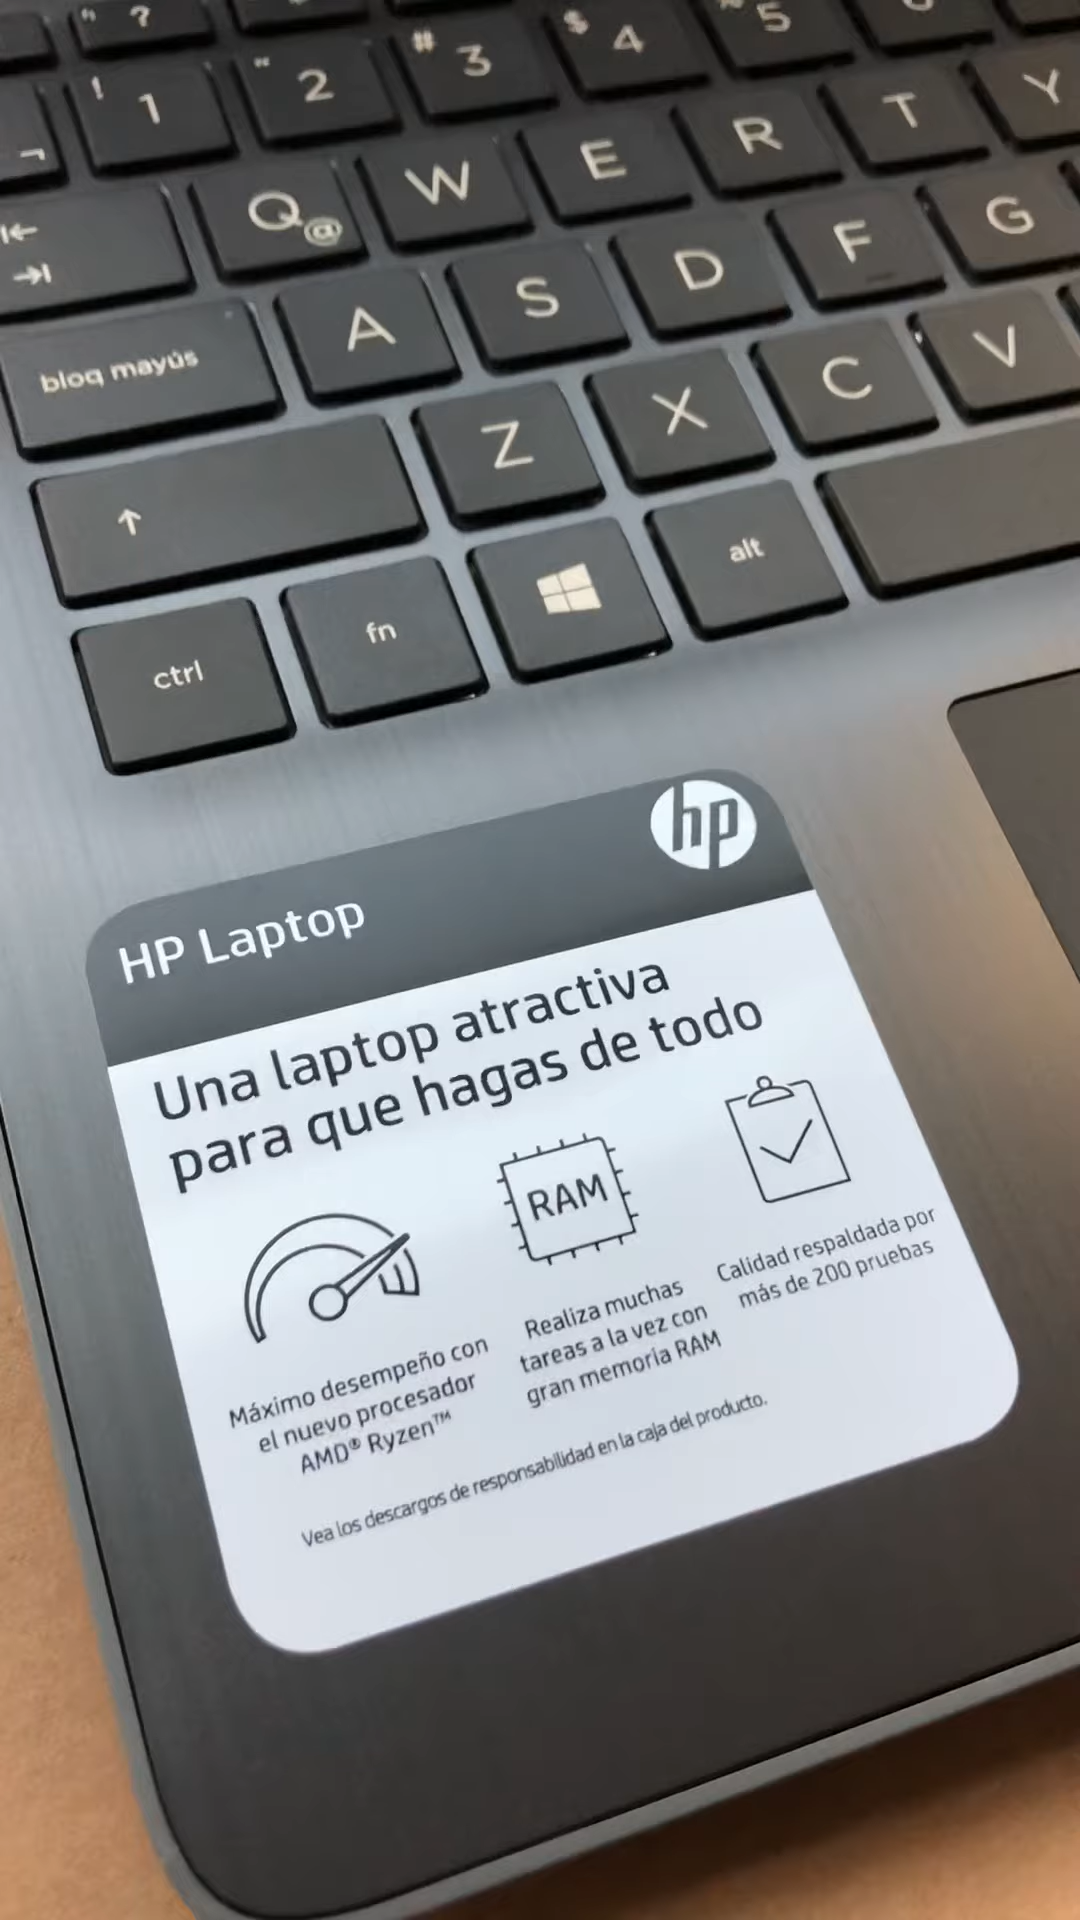 ?
! 1 " 2 # 3 $ 4 5
Q @ W E R T Y
bloq mayús A S D F G
↑ Z X C V
ctrl fn alt
hp
HP Laptop
Una laptop atractiva
para que hagas de todo
RAM
Máximo desempeño con
el nuevo procesador
AMD® Ryzen™
Realiza muchas
tareas a la vez con
gran memoria RAM
Calidad respaldada por
más de 200 pruebas
Vea los descargos de responsabilidad en la caja del producto.